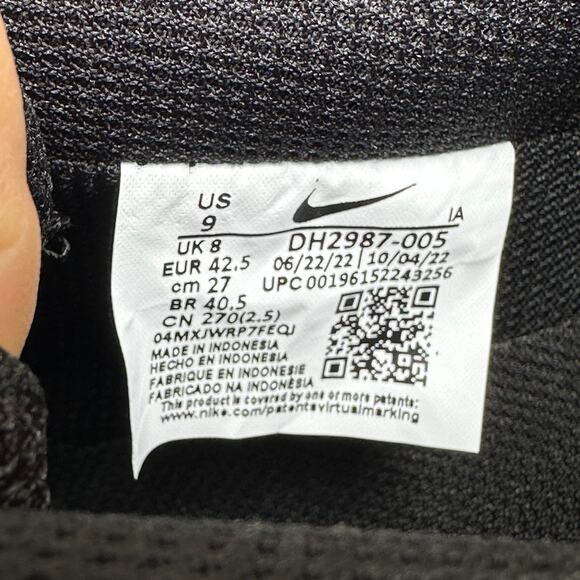 US
9
IA
UK 8
DH2987-005
EUR 42.5
06/22/22 | 10/04/22
cm 27
UPC 00196152243256
BR 40.5
CN 270(2.5)
04MXJWRP7FEQJ
MADE IN INDONESIA
HECHO EN INDONESIA
FABRIQUE EN INDONESIE
FABRICADO NA INDONÉSIA
This product is covered by one or more patents:
www.nike.com/patentsvirtualmarking